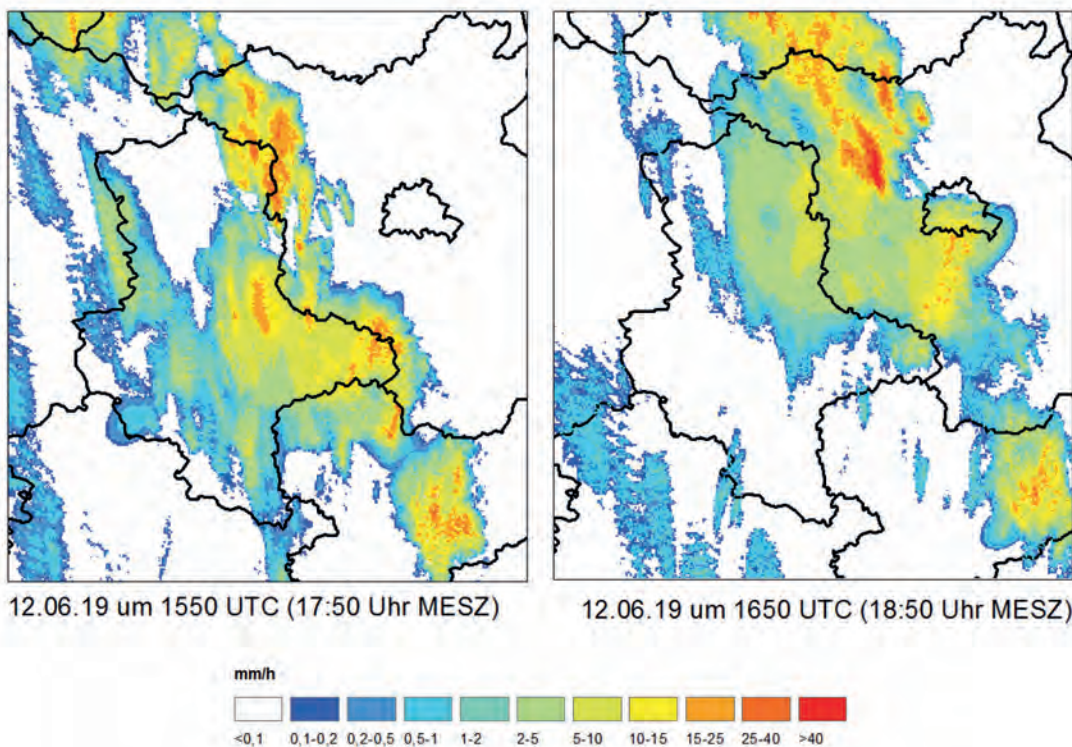 12.06.19 um 1550 UTC (17:50 Uhr MESZ)
12.06.19 um 1650 UTC (18:50 Uhr MESZ)
mm/h
<0,1 0,1-0,2 0,2-0,5 0,5-1 1-2 2-5 5-10 10-15 15-25 25-40 >40